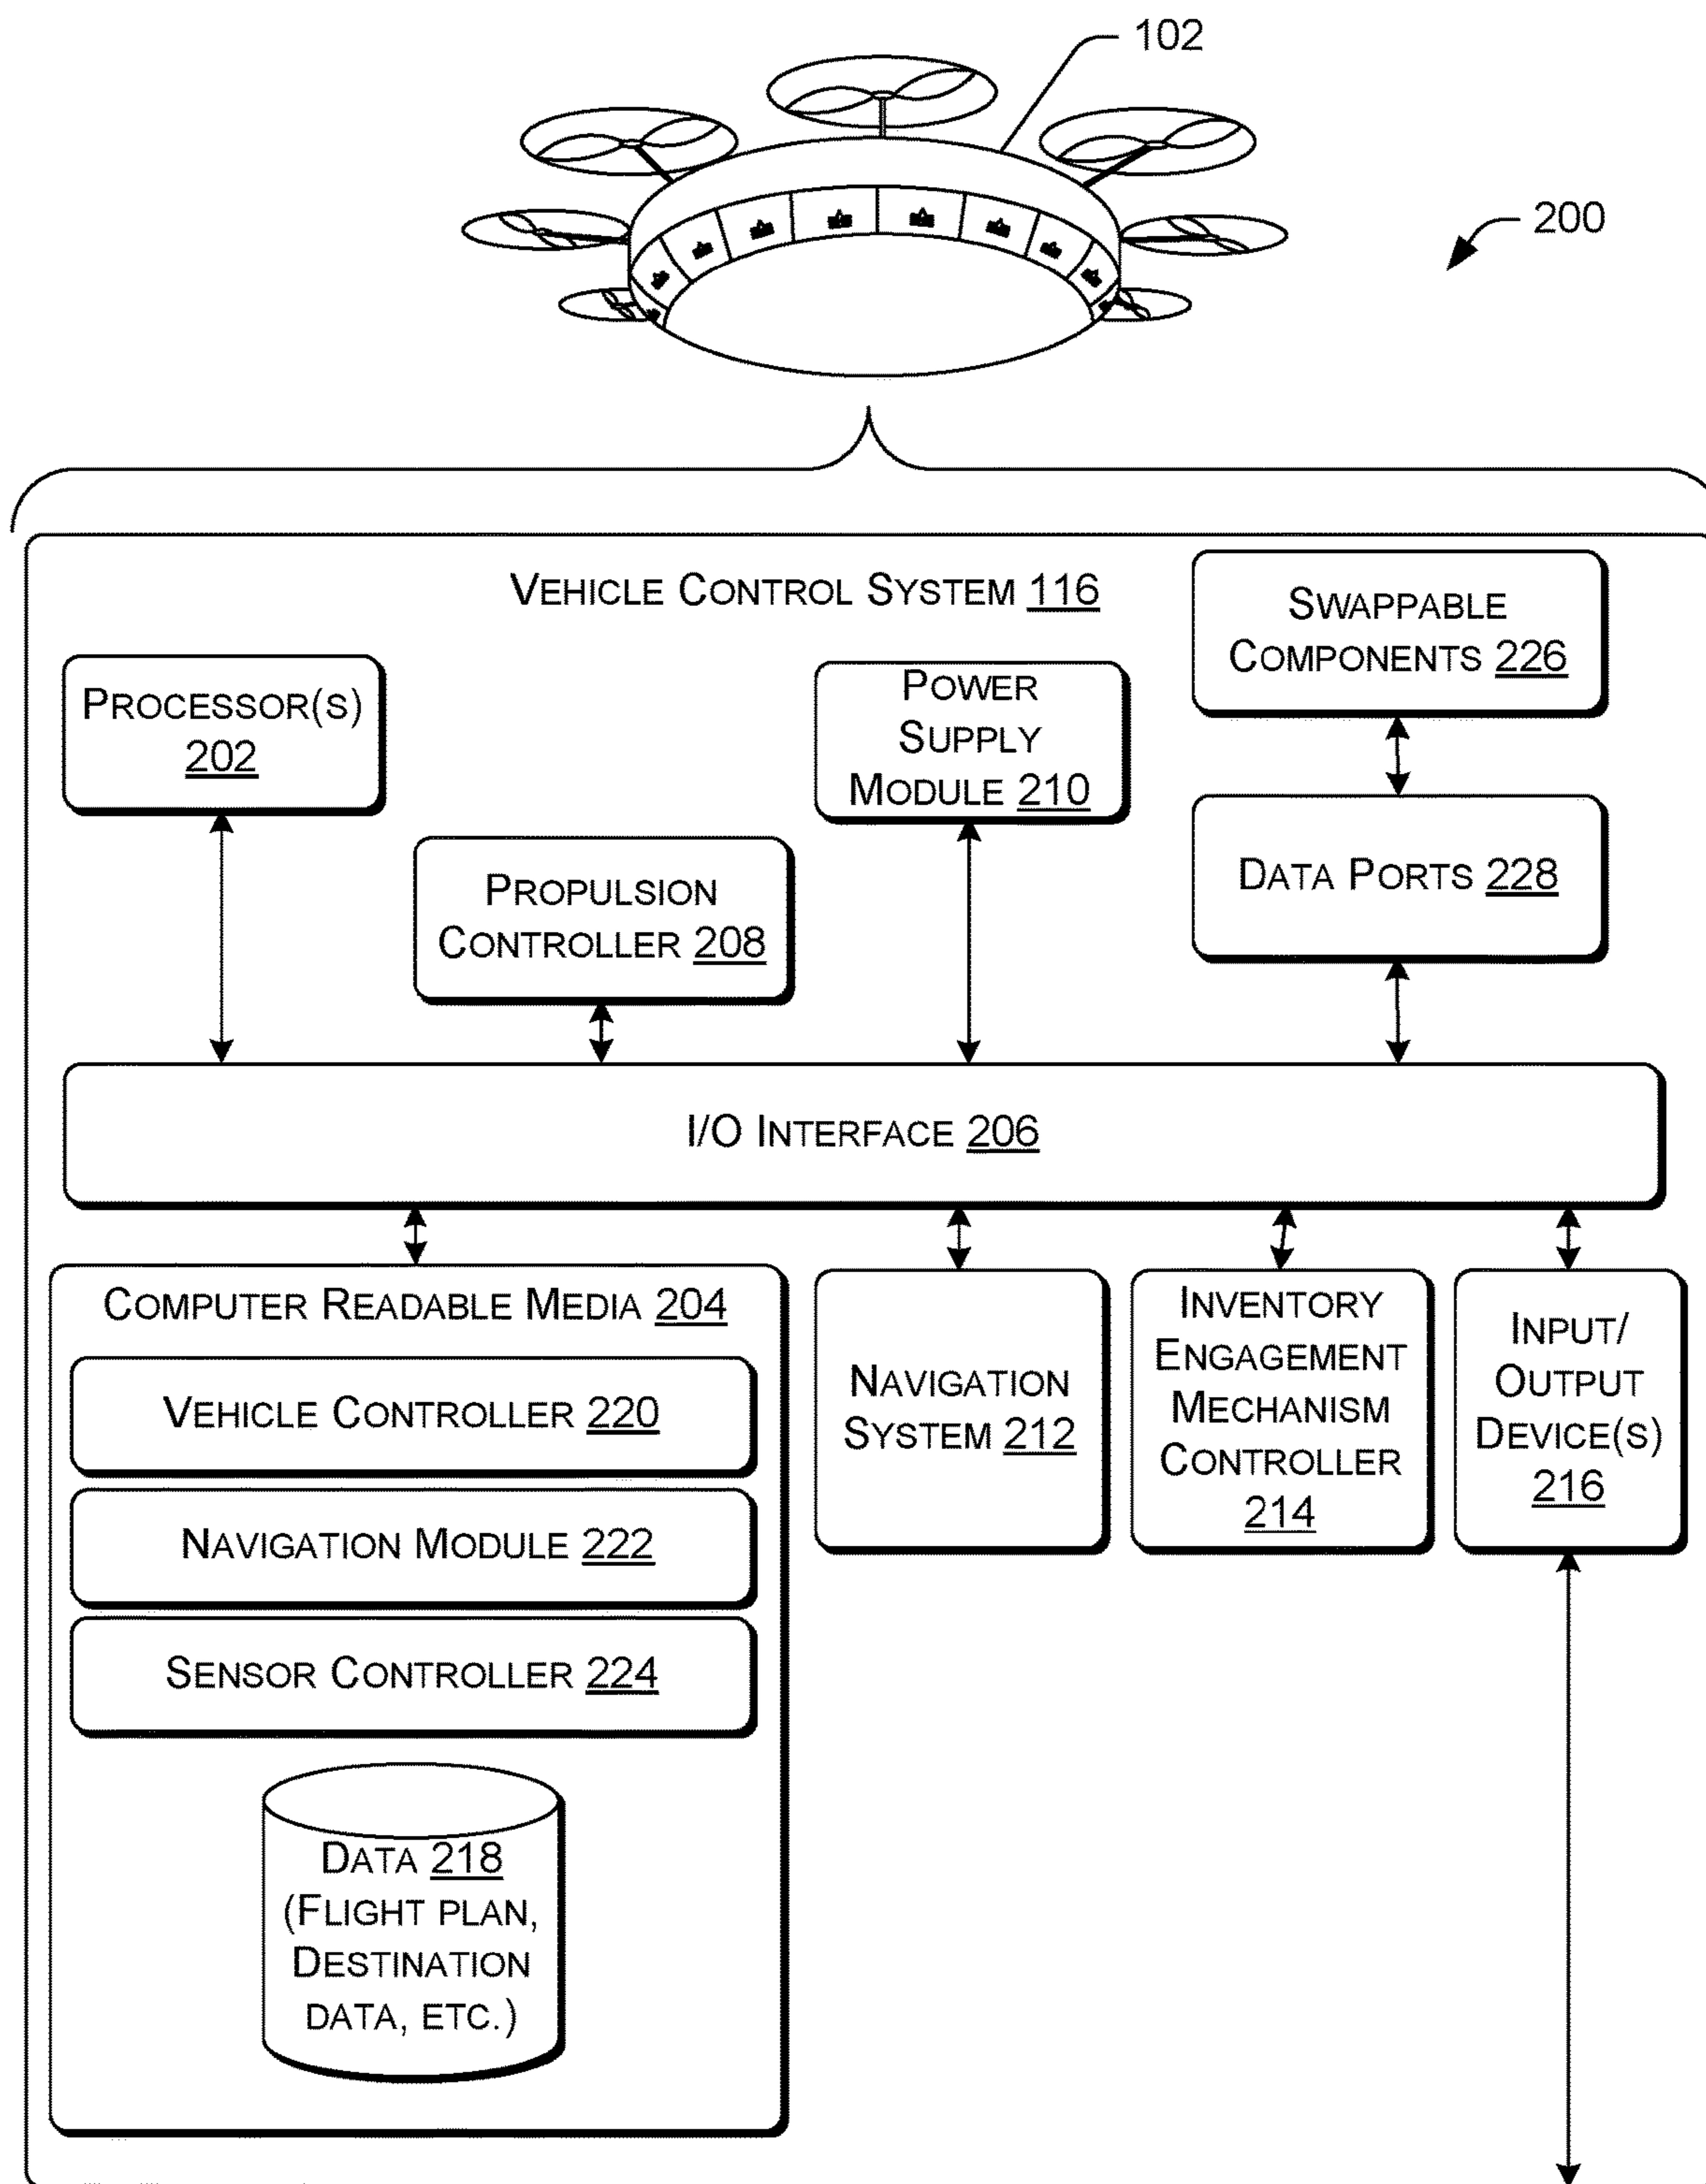 102
200
VEHICLE CONTROL SYSTEM 116
SWAPPABLE
COMPONENTS 226
PROCESSOR(S)
202
POWER
SUPPLY
MODULE 210
DATA PORTS 228
PROPULSION
CONTROLLER 208
I/O INTERFACE 206
COMPUTER READABLE MEDIA 204
VEHICLE CONTROLLER 220
NAVIGATION MODULE 222
SENSOR CONTROLLER 224
DATA 218
(FLIGHT PLAN,
DESTINATION
DATA, ETC.)
NAVIGATION
SYSTEM 212
INVENTORY
ENGAGEMENT
MECHANISM
CONTROLLER
214
INPUT/
OUTPUT
DEVICE(S)
216